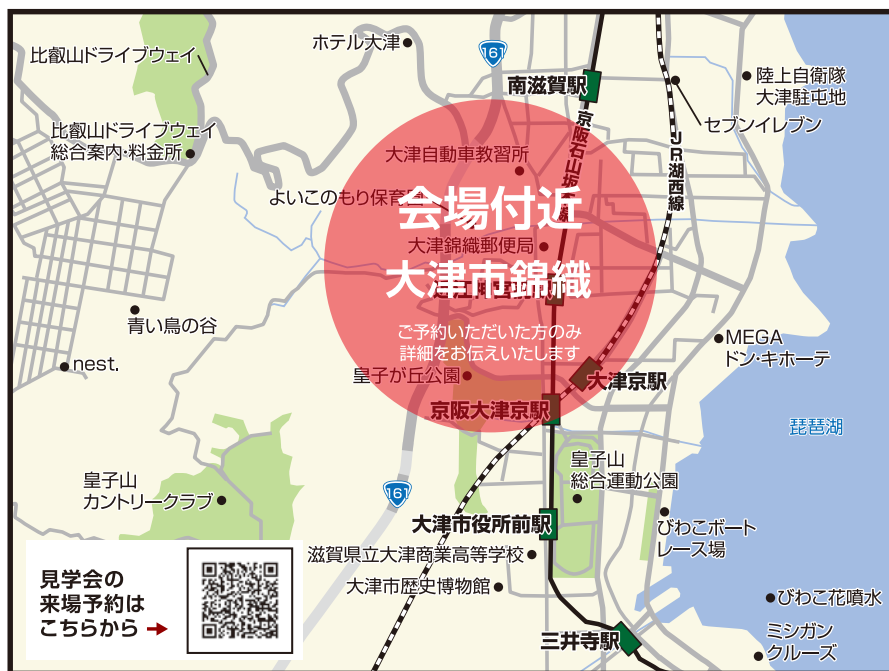 比叡山ドライブウェイ
ホテル大津
161
南滋賀駅
陸上自衛隊
大津駐屯地
セブンイレブン
比叡山ドライブウェイ
総合案内・料金所
大津自動車教習所
京阪石山坂
JR湖西線
よいこのもり保育園
会場付近
大津錦織郵便局
大津市錦織
ご予約いただいた方のみ
詳細をお伝えいたします
青い鳥の谷
nest.
皇子が丘公園
大津京駅
MEGA
ドン・キホーテ
京阪大津京駅
琵琶湖
皇子山
カントリークラブ
161
皇子山
総合運動公園
大津市役所前駅
びわこボート
レース場
滋賀県立大津商業高等学校
大津市歴史博物館
びわこ花噴水
三井寺駅
ミシガン
クルーズ
見学会の
来場予約は
こちらから